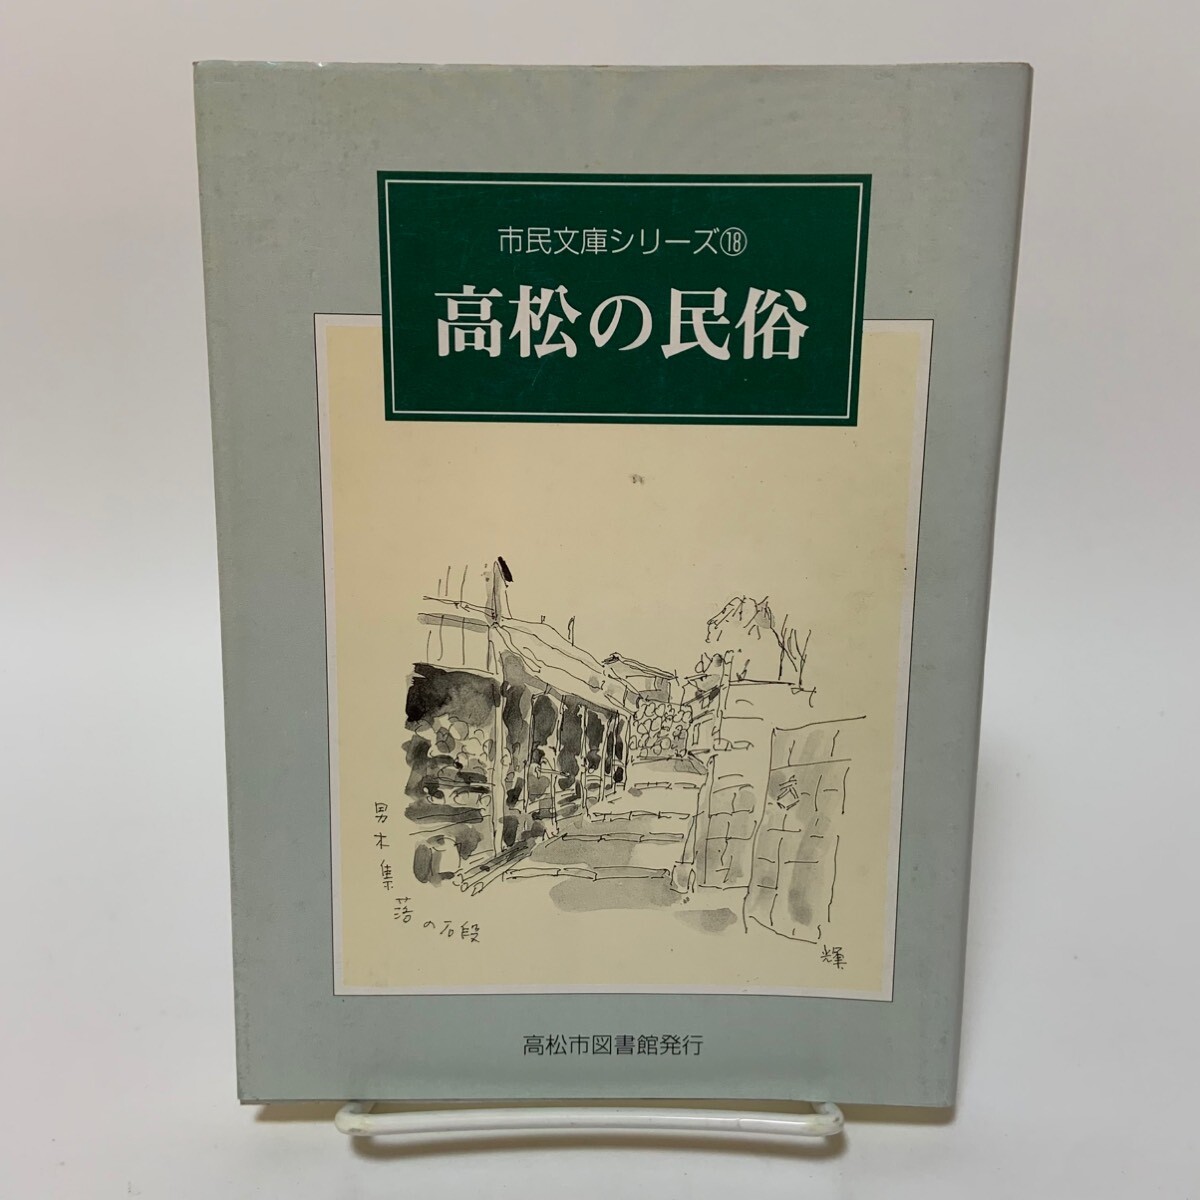 市民文庫シリーズ⑱
高松の民俗
男木集落の石段
輝
高松市図書館発行